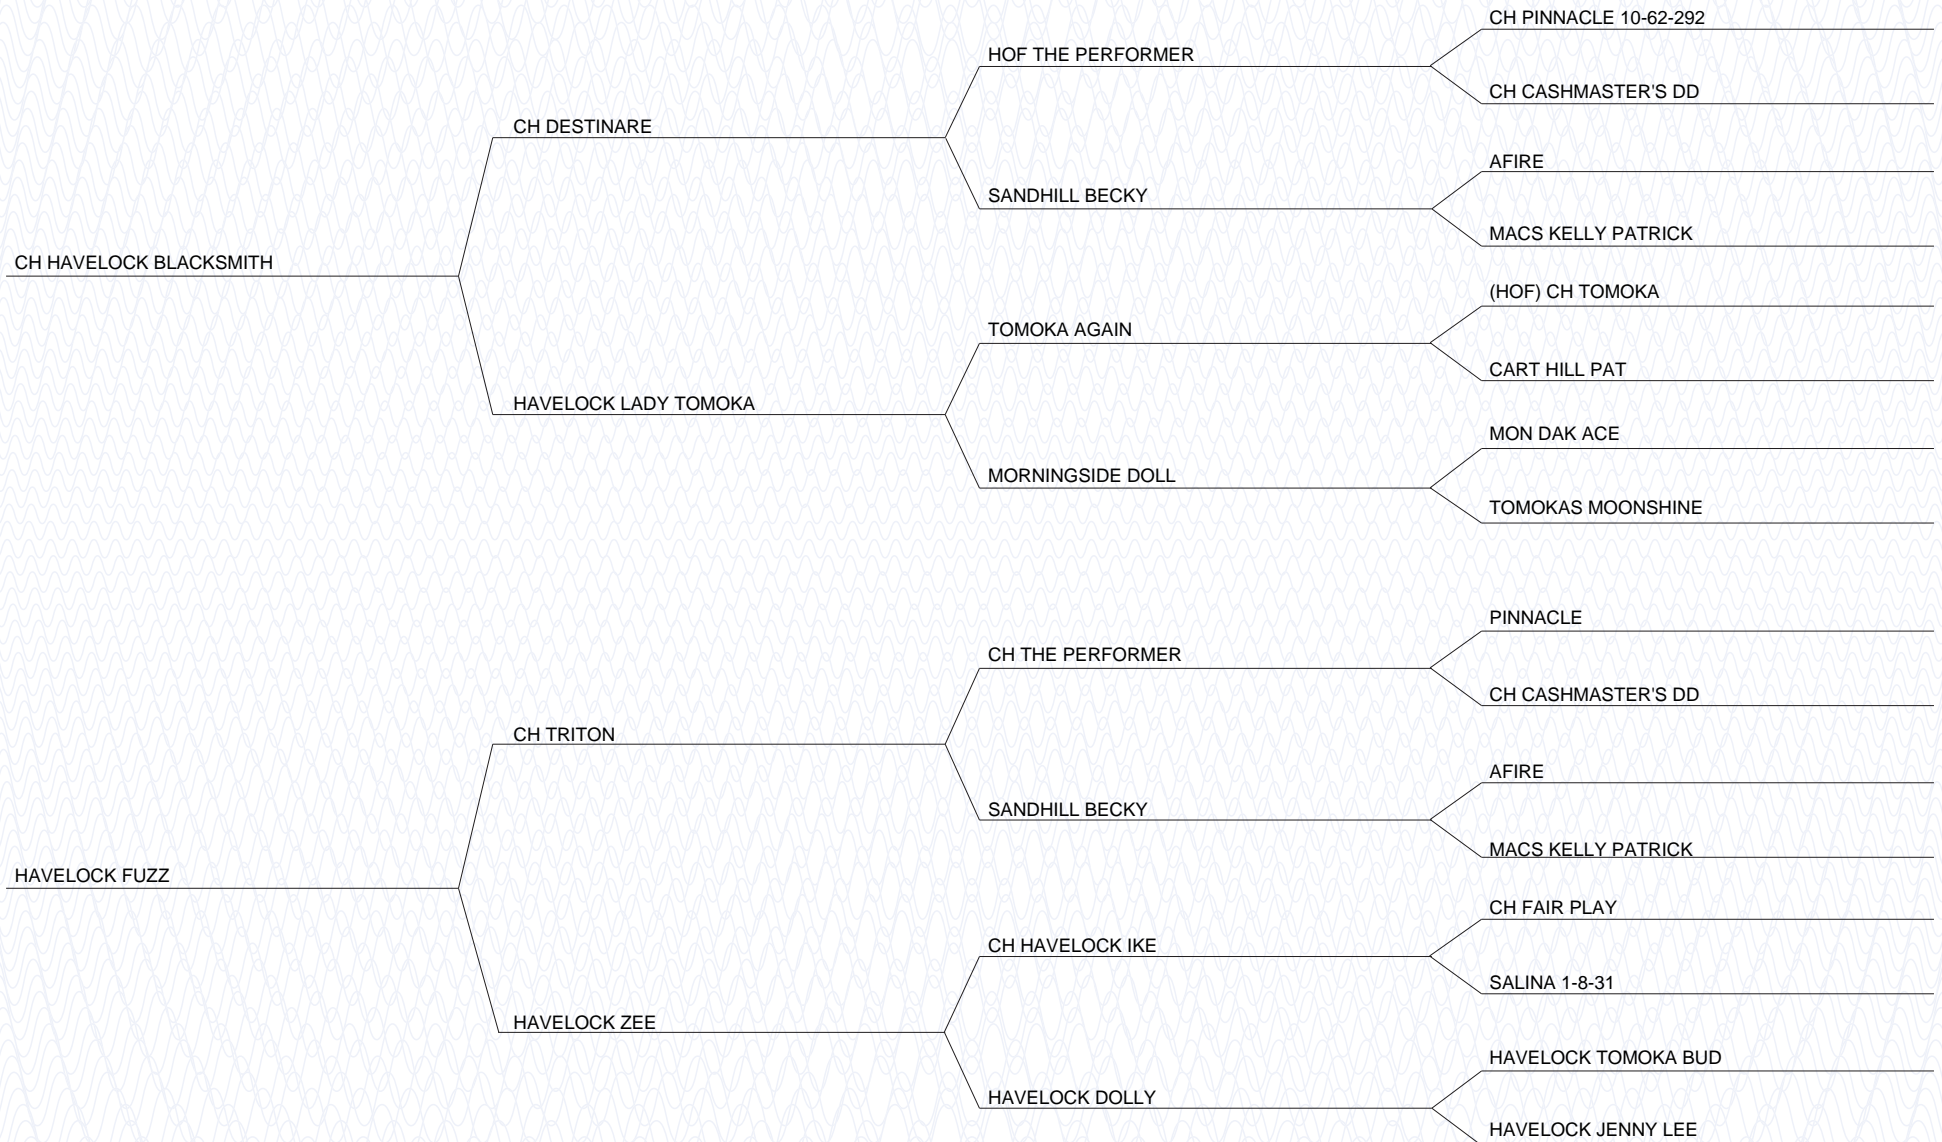 CH PINNACLE 10-62-292
HOF THE PERFORMER
CH CASHMASTER'S DD
CH DESTINARE
AFIRE
SANDHILL BECKY
MACS KELLY PATRICK
CH HAVELOCK BLACKSMITH
(HOF) CH TOMOKA
TOMOKA AGAIN
CART HILL PAT
HAVELOCK LADY TOMOKA
MON DAK ACE
MORNINGSIDE DOLL
TOMOKAS MOONSHINE
PINNACLE
CH THE PERFORMER
CH CASHMASTER'S DD
CH TRITON
AFIRE
SANDHILL BECKY
MACS KELLY PATRICK
HAVELOCK FUZZ
CH FAIR PLAY
CH HAVELOCK IKE
SALINA 1-8-31
HAVELOCK ZEE
HAVELOCK TOMOKA BUD
HAVELOCK DOLLY
HAVELOCK JENNY LEE